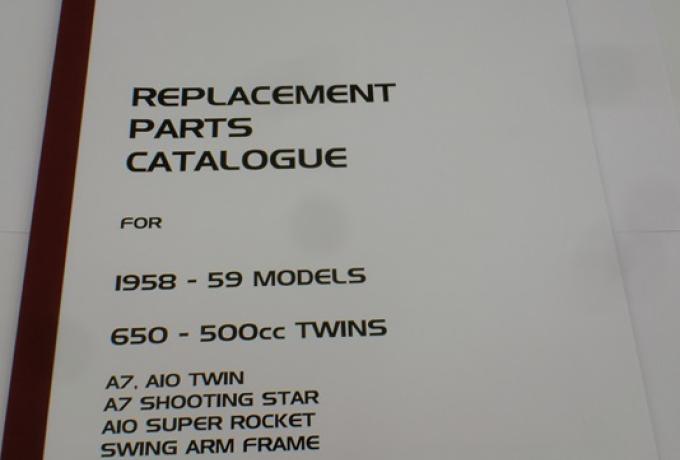 REPLACEMENT
PARTS
CATALOGUE
FOR
1958 - 59 MODELS
650 - 500cc TWINS
A7, A10 TWIN
A7 SHOOTING STAR
A10 SUPER ROCKET
SWING ARM FRAME